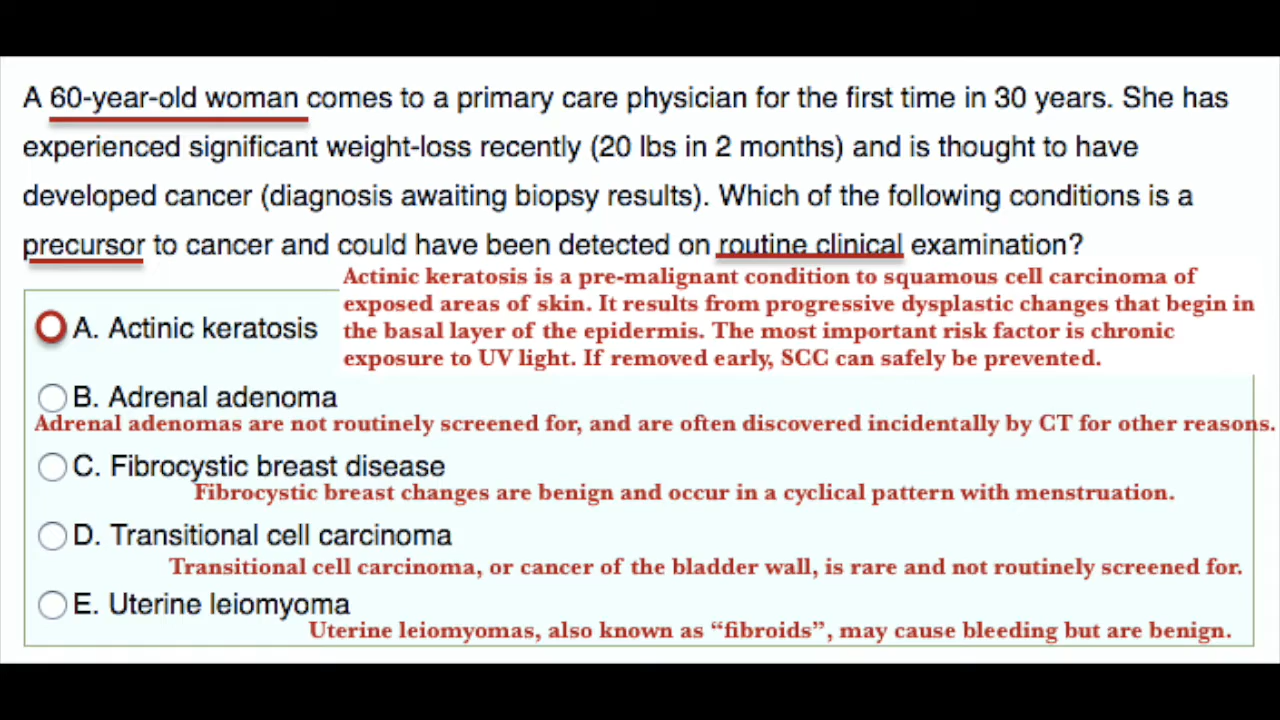 A 60-year-old woman comes to a primary care physician for the first time in 30 years. She has
experienced significant weight-loss recently (20 lbs in 2 months) and is thought to have
developed cancer (diagnosis awaiting biopsy results). Which of the following conditions is a
precursor to cancer and could have been detected on routine clinical examination?
Actinic keratosis is a pre-malignant condition to squamous cell carcinoma of
exposed areas of skin. It results from progressive dysplastic changes that begin in
the basal layer of the epidermis. The most important risk factor is chronic
exposure to UV light. If removed early, SCC can safely be prevented.
A. Actinic keratosis
B. Adrenal adenoma
Adrenal adenomas are not routinely screened for, and are often discovered incidentally by CT for other reasons.
C. Fibrocystic breast disease
Fibrocystic breast changes are benign and occur in a cyclical pattern with menstruation.
D. Transitional cell carcinoma
Transitional cell carcinoma, or cancer of the bladder wall, is rare and not routinely screened for.
E. Uterine leiomyoma
Uterine leiomyomas, also known as “fibroids”, may cause bleeding but are benign.